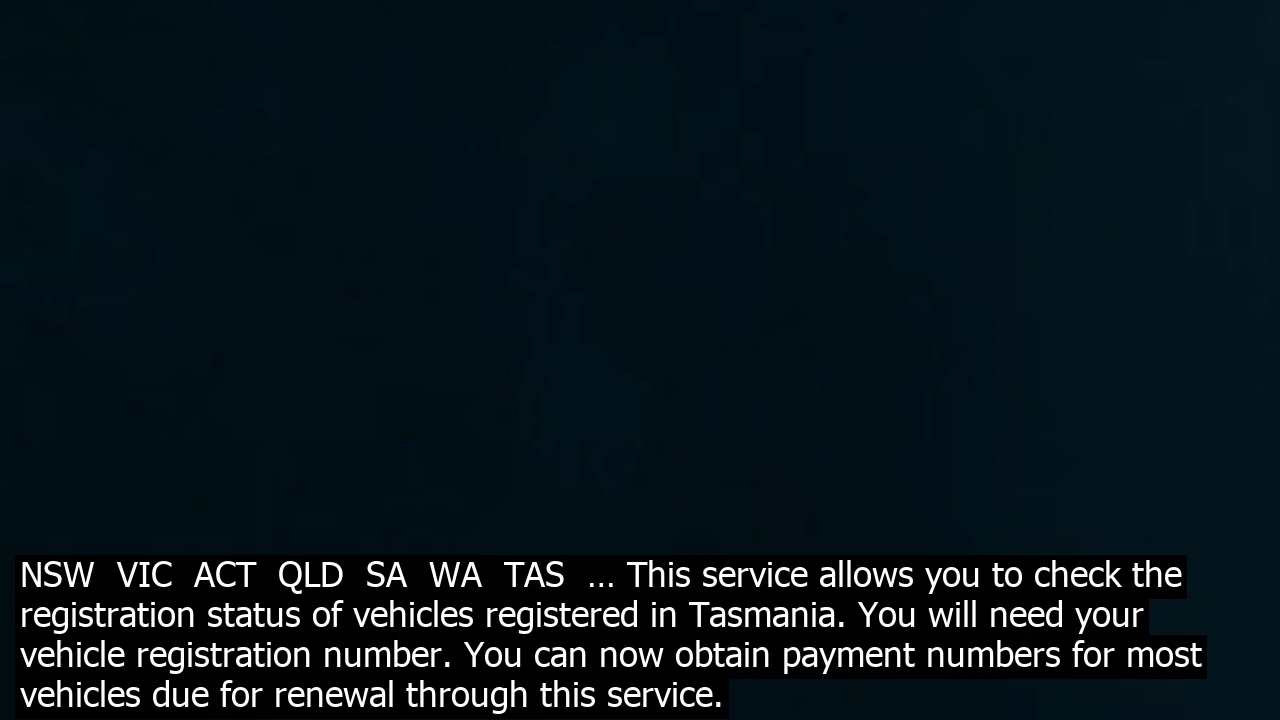 NSW VIC ACT QLD SA WA TAS ... This service allows you to check the
registration status of vehicles registered in Tasmania. You will need your
vehicle registration number. You can now obtain payment numbers for most
vehicles due for renewal through this service.